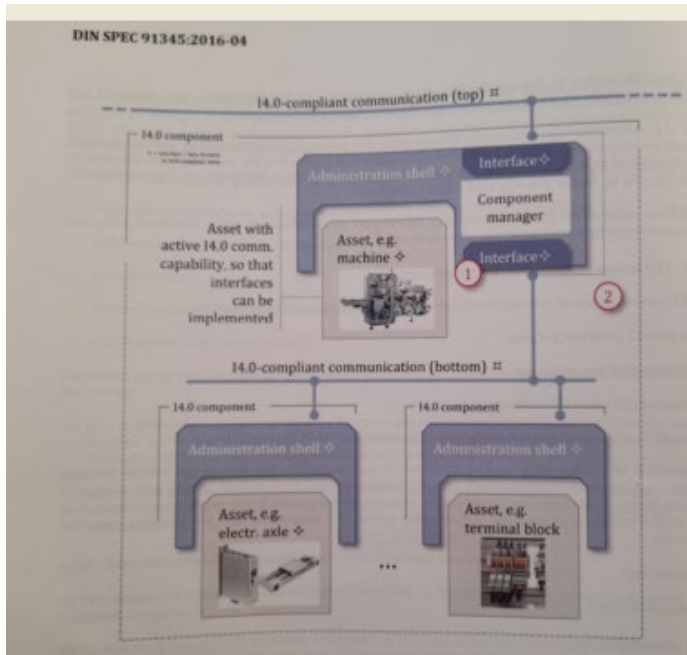 DIN SPEC 91345:2016-04
I4.0-compliant communication (top) ⌗
I4.0 component
Administration shell ✧
Interface✧
Component
manager
Interface✧
Asset with
active I4.0 comm.
capability, so that
interfaces
can be
implemented
Asset, e.g.
machine ✧
1
2
I4.0-compliant communication (bottom) ⌗
I4.0 component
Administration shell ✧
Asset, e.g.
electr. axle ✧
...
I4.0 component
Administration shell ✧
Asset, e.g.
terminal block